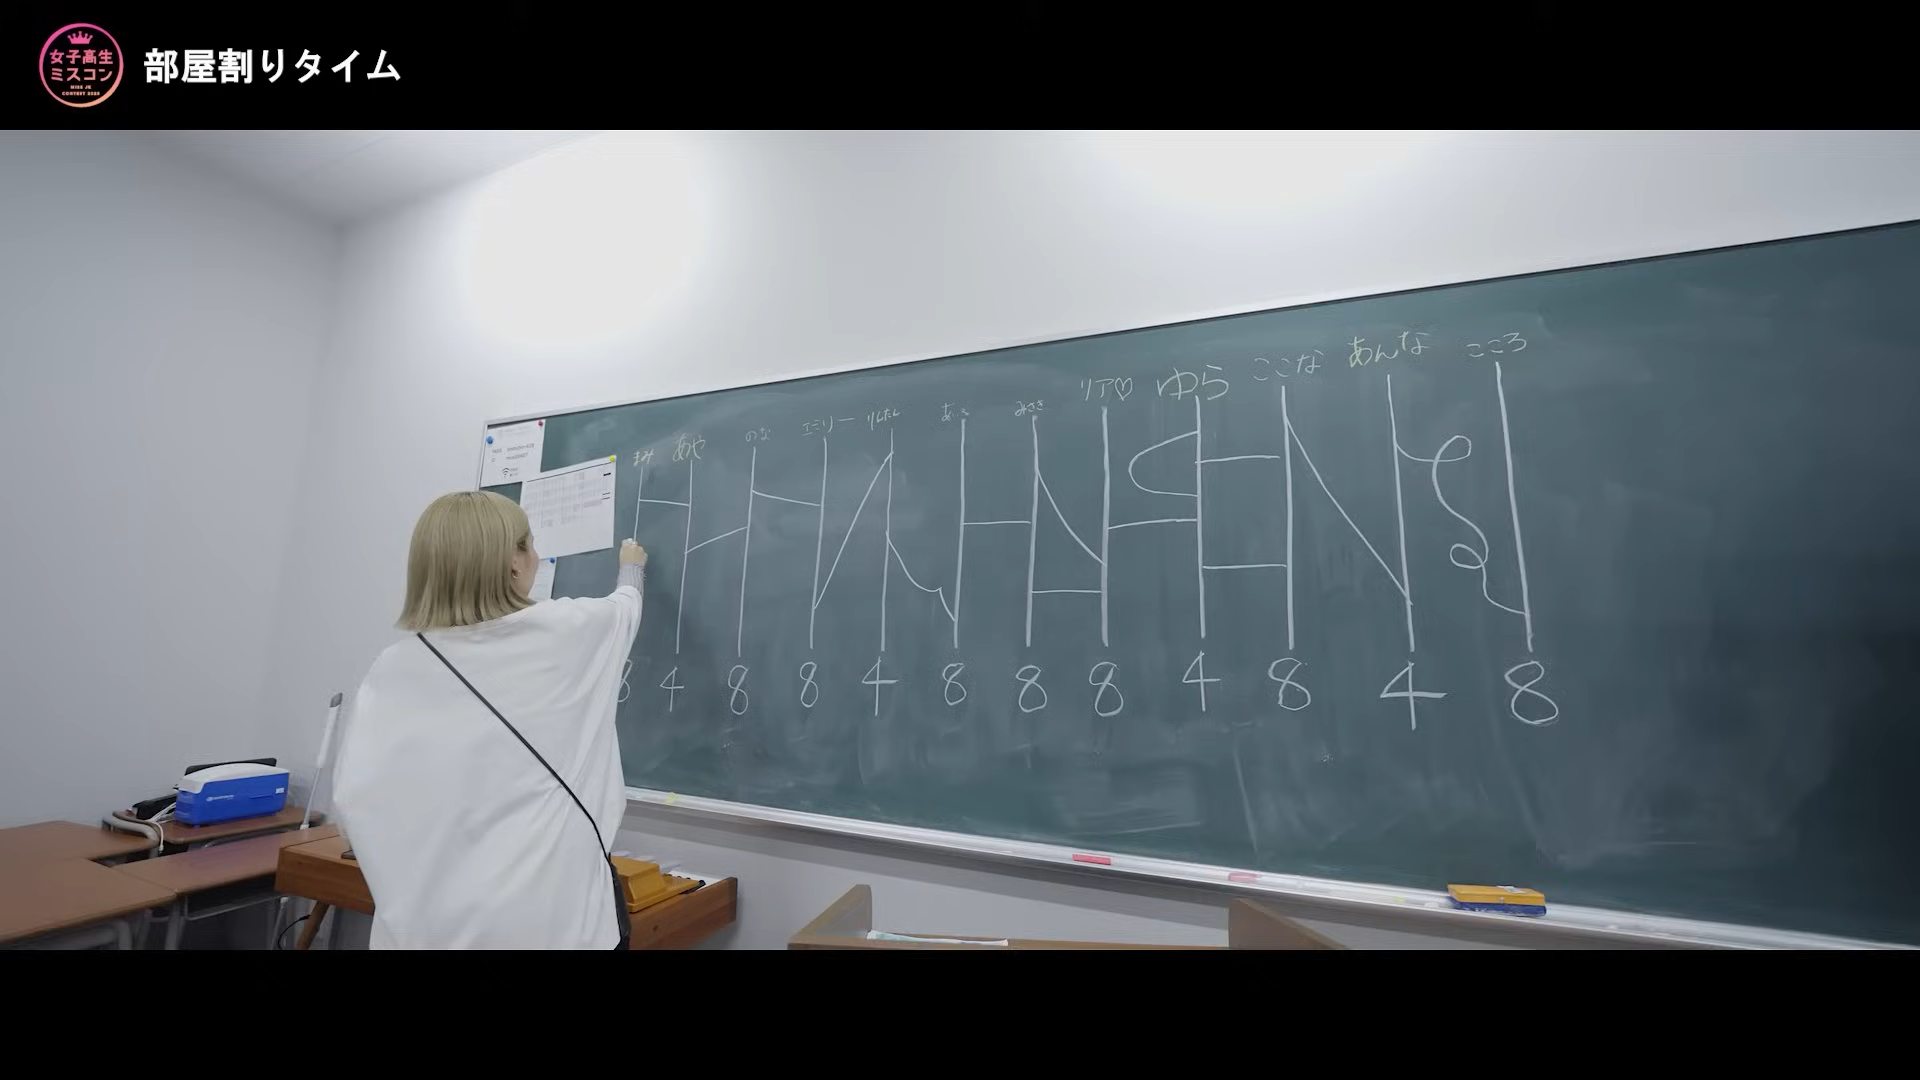 女子高生
ミスコン
MISS JK
部屋割りタイム
まみ あや のな エミリー りんたん みさき リア♡ ゆら ここな あんな こころ
8 4 8 8 4 8 8 8 4 8 4 8